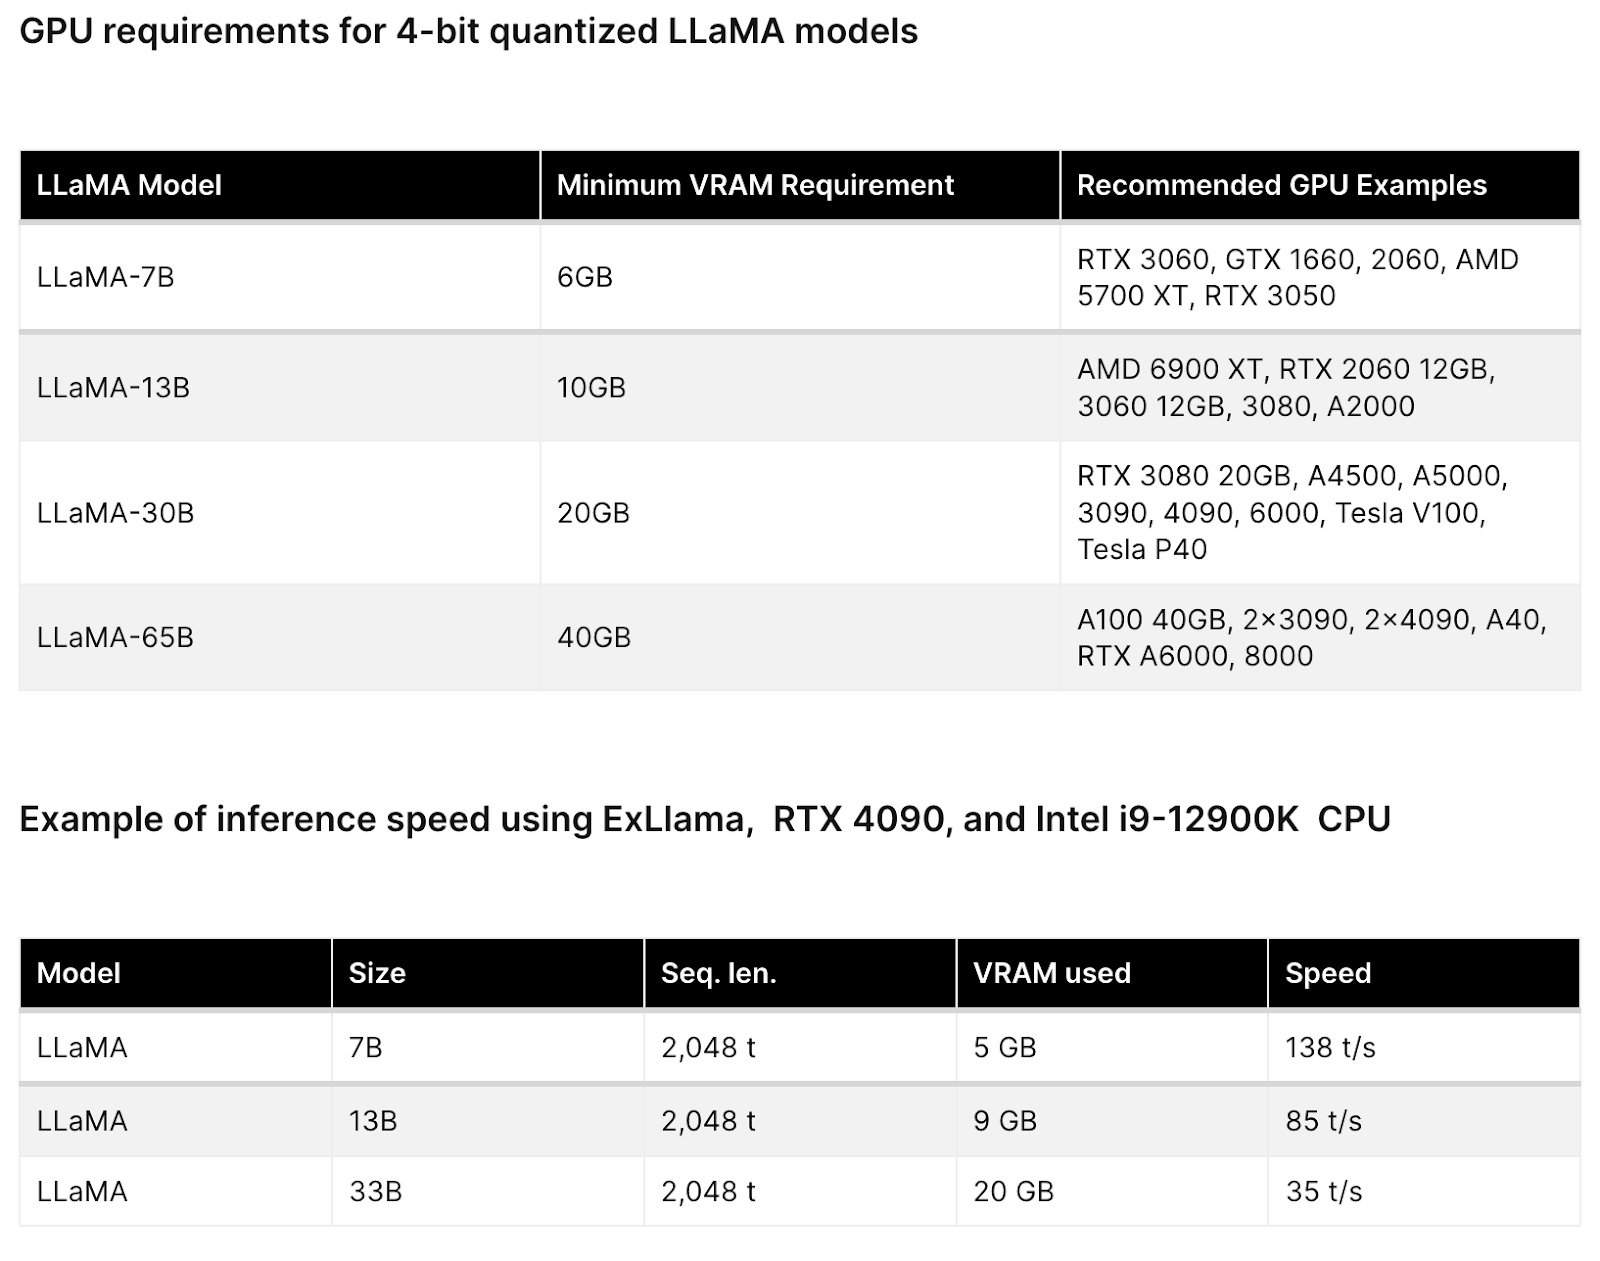 GPU requirements for 4-bit quantized LLaMA models
LLaMA Model
Minimum VRAM Requirement
Recommended GPU Examples
LLaMA-7B
6GB
RTX 3060, GTX 1660, 2060, AMD
5700 XT, RTX 3050
LLaMA-13B
10GB
AMD 6900 XT, RTX 2060 12GB,
3060 12GB, 3080, A2000
LLaMA-30B
20GB
RTX 3080 20GB, A4500, A5000,
3090, 4090, 6000, Tesla V100,
Tesla P40
LLaMA-65B
40GB
A100 40GB, 2×3090, 2×4090, A40,
RTX A6000, 8000
Example of inference speed using ExLlama,  RTX 4090, and Intel i9-12900K  CPU
Model
Size
Seq. len.
VRAM used
Speed
LLaMA
7B
2,048 t
5 GB
138 t/s
LLaMA
13B
2,048 t
9 GB
85 t/s
LLaMA
33B
2,048 t
20 GB
35 t/s